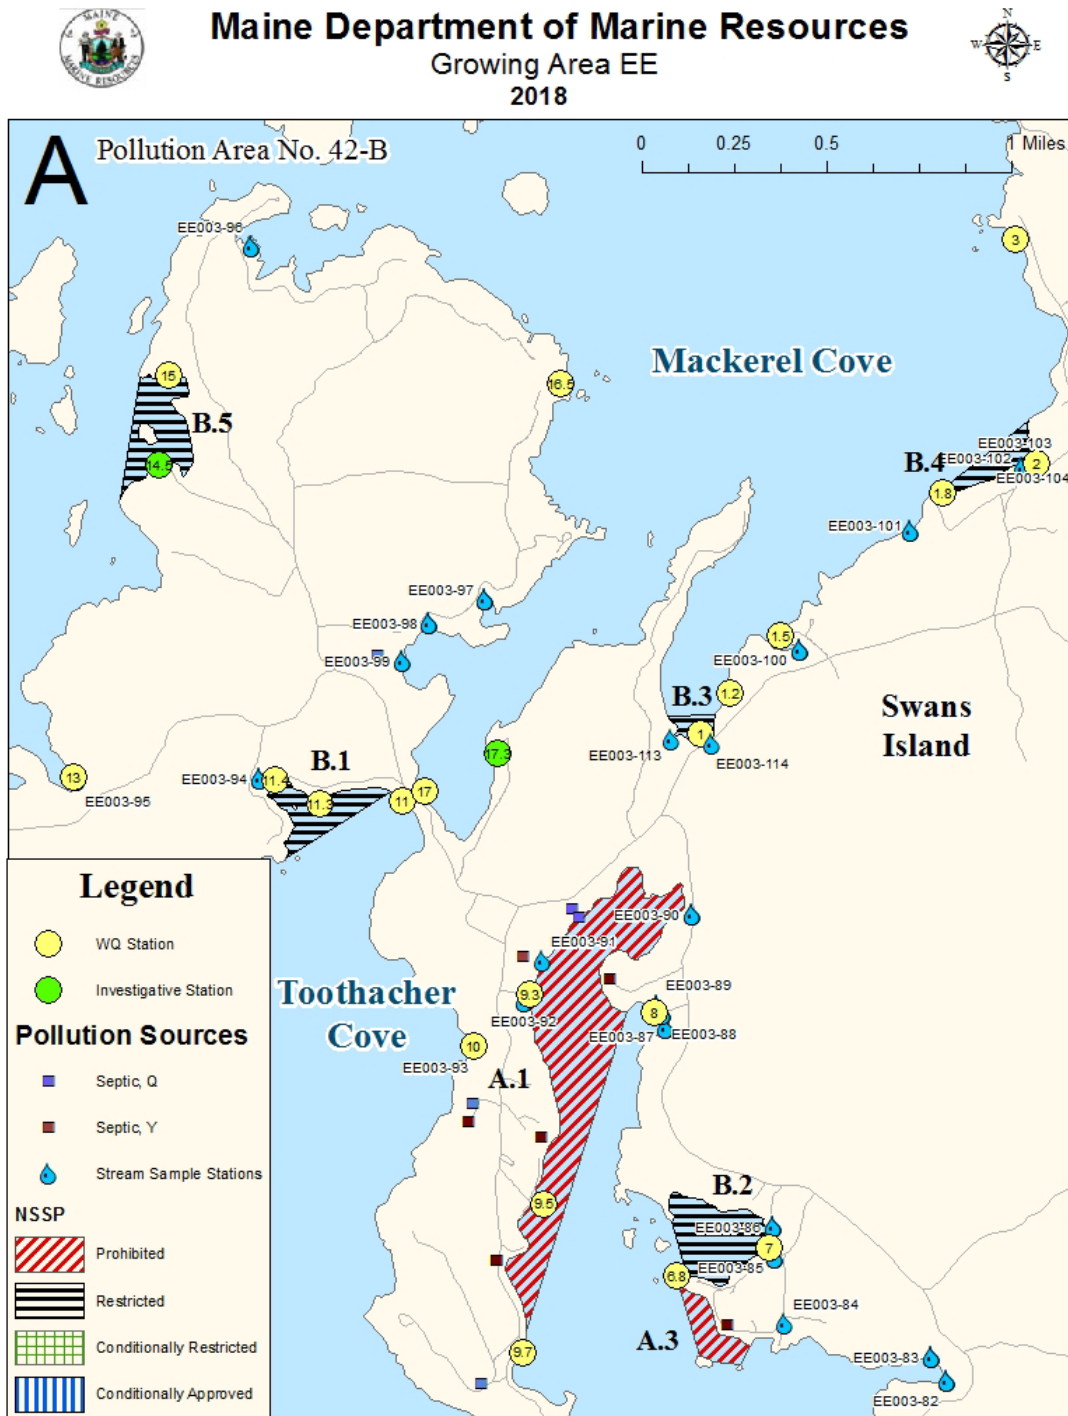 Maine Department of Marine Resources
Growing Area EE
2018
MAINE
MARINE RESOURCES
N
W E
S
A
Pollution Area No. 42-B
0 0.25 0.5 1 Miles
EE003-96
3
Mackerel Cove
15
16.5
B.5
14.5
EE003-103
B.4
EE003-102
2
EE003-104
1.8
EE003-101
EE003-97
EE003-98
EE003-99
1.5
EE003-100
1.2
B.3
Swans
Island
1
EE003-113
EE003-114
17.3
B.1
13
EE003-94
11.4
EE003-95
11.3
11
17
Legend
WQ Station
Investigative Station
Pollution Sources
Septic, Q
Septic, Y
Stream Sample Stations
NSSP
Prohibited
Restricted
Conditionally Restricted
Conditionally Approved
EE003-90
EE003-91
Toothacher
Cove
9.3
EE003-92
EE003-89
8
EE003-87
EE003-88
10
EE003-93
A.1
B.2
9.5
EE003-86
7
EE003-85
6.8
EE003-84
A.3
9.7
EE003-83
EE003-82